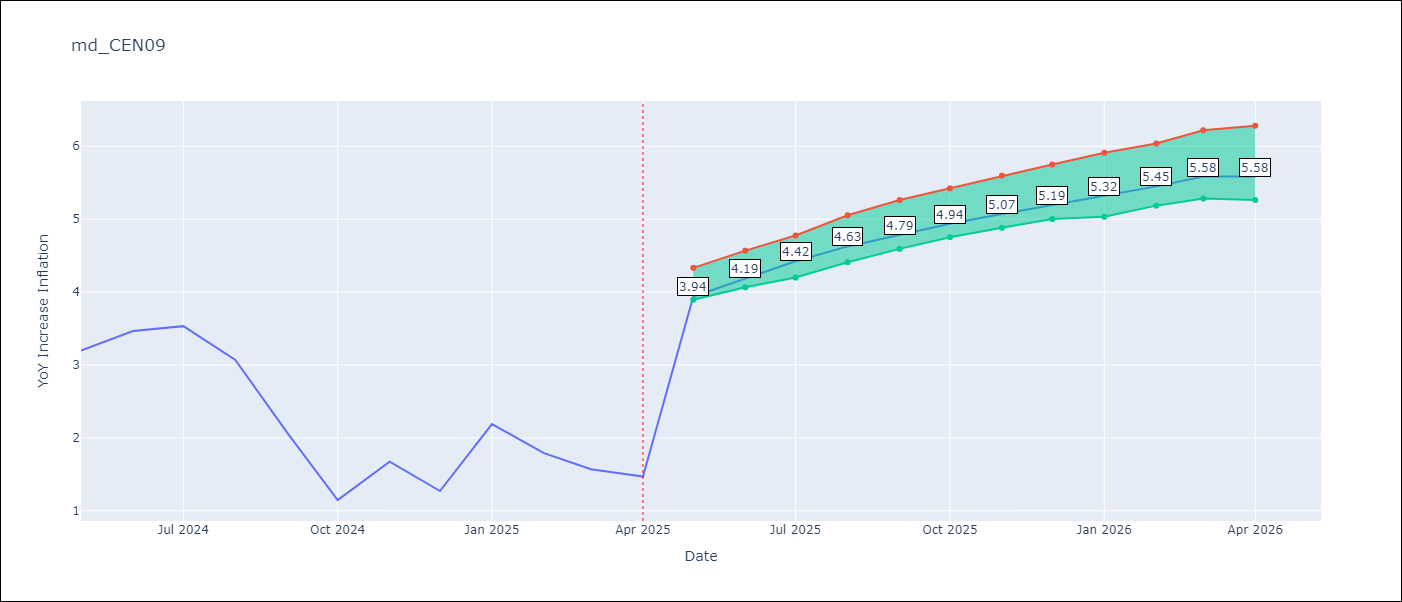 md_CEN09
YoY Increase Inflation
6
5
4
3
2
1
3.94
4.19
4.42
4.63
4.79
4.94
5.07
5.19
5.32
5.45
5.58
5.58
Jul 2024
Oct 2024
Jan 2025
Apr 2025
Jul 2025
Oct 2025
Jan 2026
Apr 2026
Date